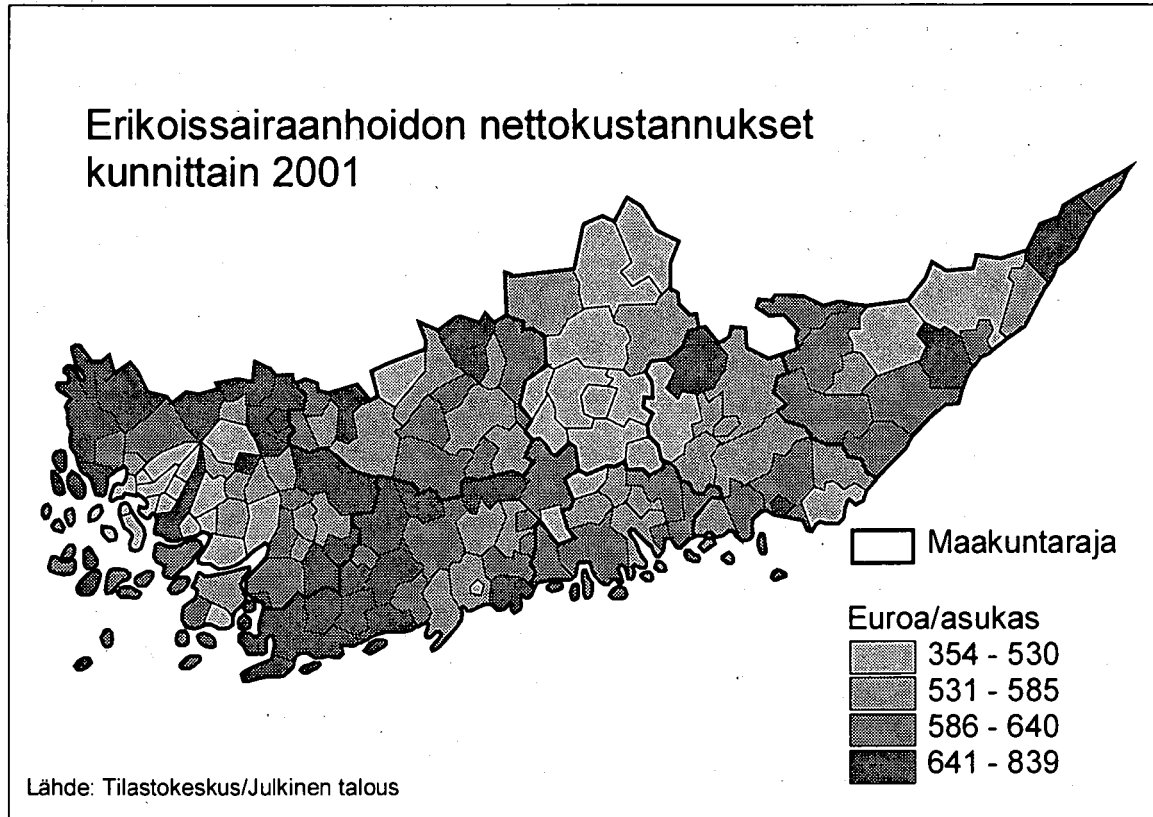 Erikoissairaanhoidon nettokustannukset
kunnittain 2001
Maakuntaraja
Euroa/asukas
354 - 530
531 - 585
586 - 640
641 - 839
Lähde: Tilastokeskus/Julkinen talous